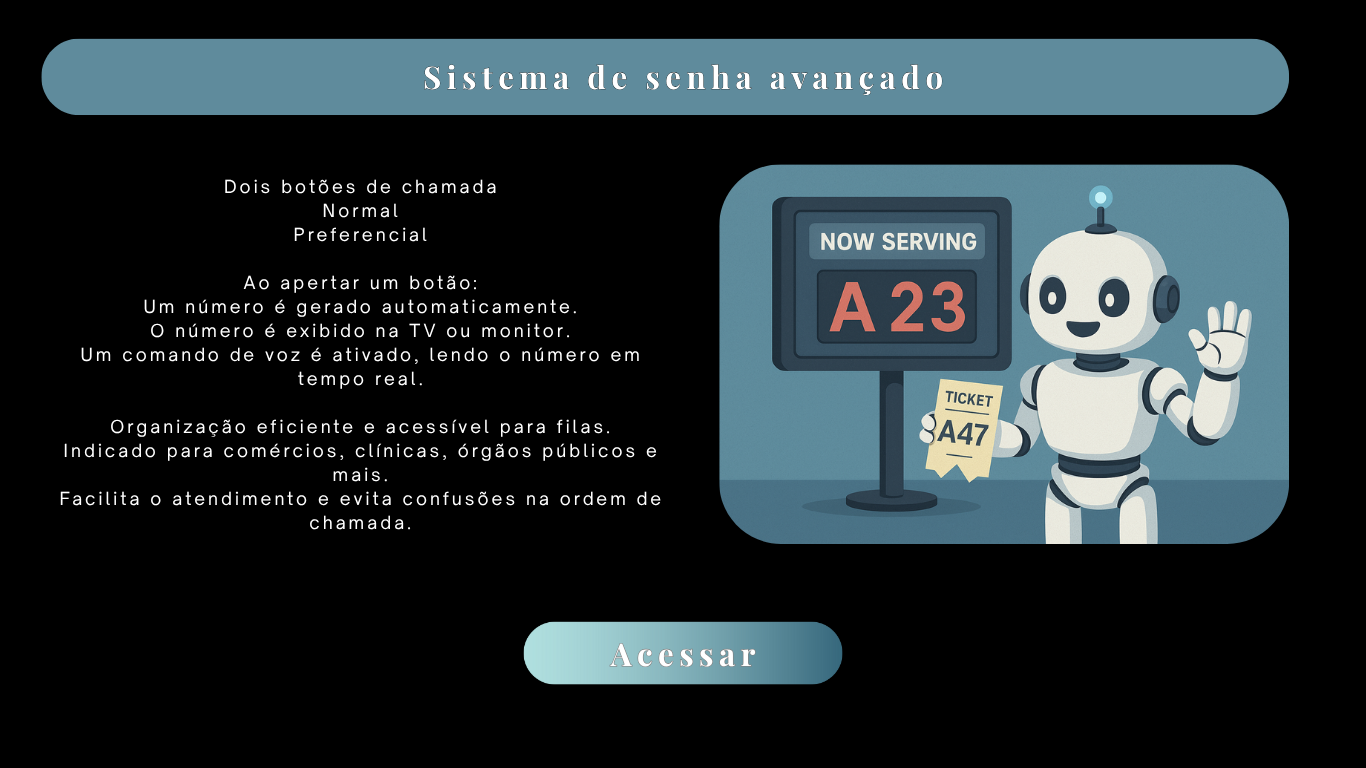 Sistema de senha avançado
Dois botões de chamada
Normal
Preferencial
Ao apertar um botão:
Um número é gerado automaticamente.
O número é exibido na TV ou monitor.
Um comando de voz é ativado, lendo o número em
tempo real.
Organização eficiente e acessível para filas.
Indicado para comércios, clínicas, órgãos públicos e
mais.
Facilita o atendimento e evita confusões na ordem de
chamada.
NOW SERVING
A 23
TICKET
A47
Acessar